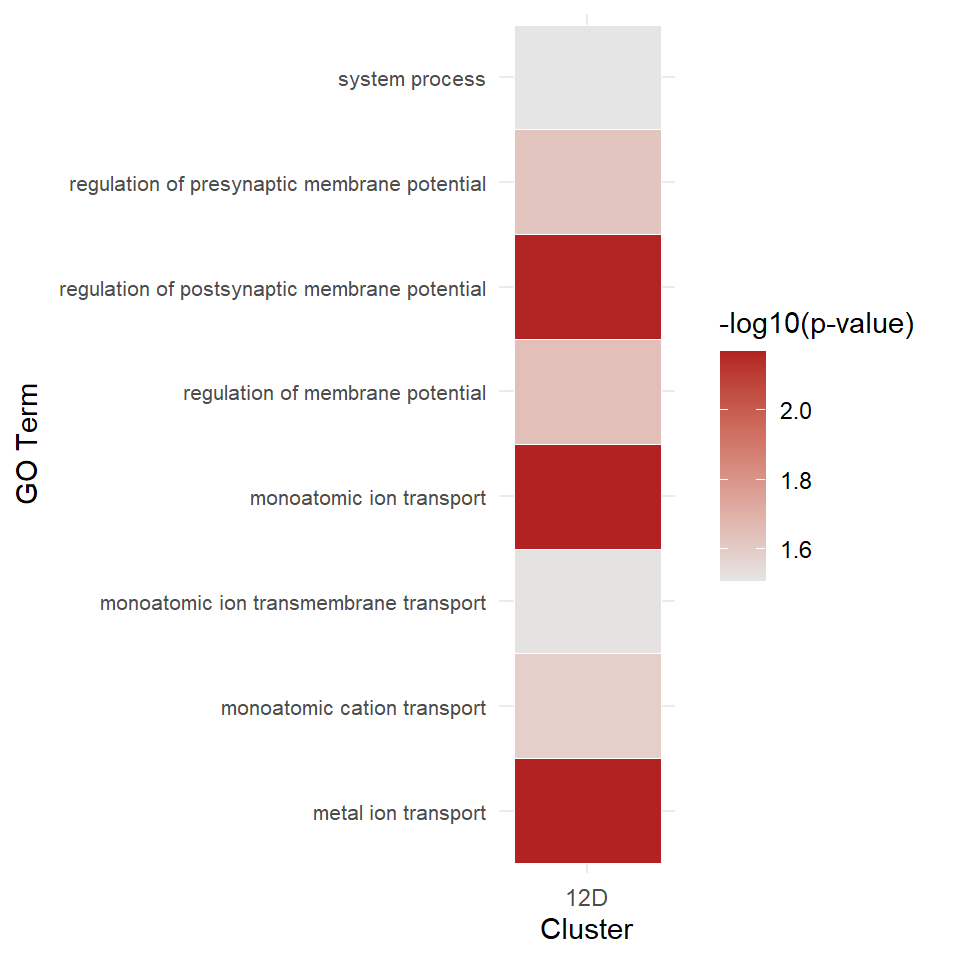 system process
regulation of presynaptic membrane potential
regulation of postsynaptic membrane potential
regulation of membrane potential
monoatomic ion transport
monoatomic ion transmembrane transport
monoatomic cation transport
metal ion transport
GO Term
12D
Cluster
-log10(p-value)
2.0
1.8
1.6